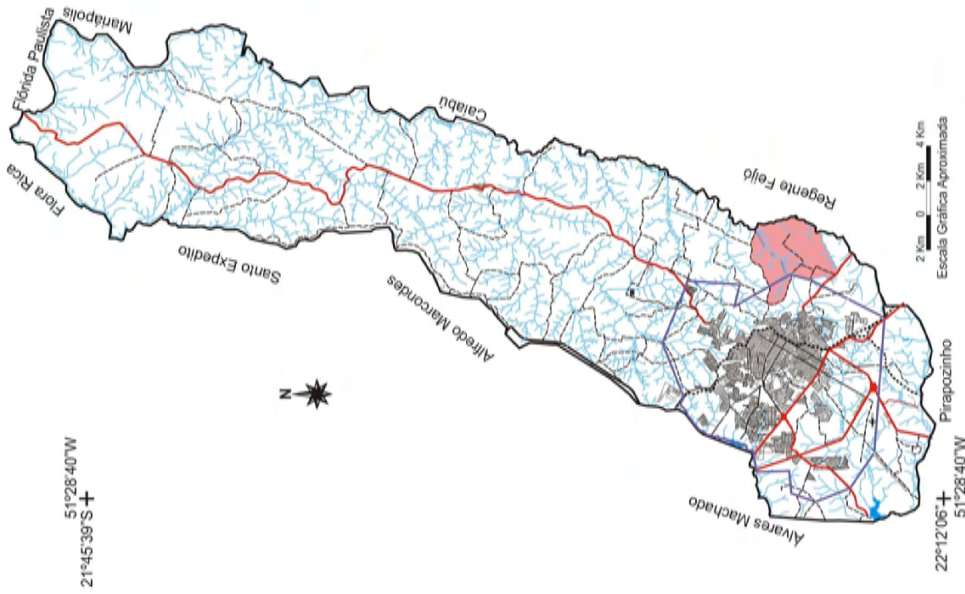 Flórida Paulista
Mariápolis
Flora Rica
Caiabú
Santo Expedito
Alfredo Marcondes
Regente Feijó
N
2 Km 0 2 Km 4 Km
Escala Gráfica Aproximada
Álvares Machado
Pirapozinho
21°45'39"S
51°28'40"W
22°12'06"
51°28'40"W